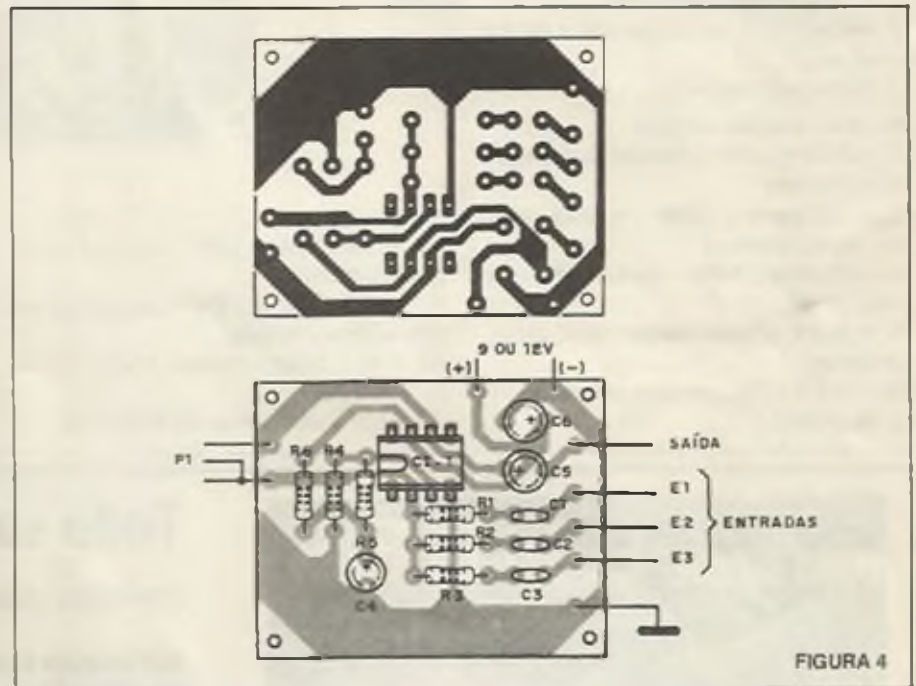 9 OU 12V
(+) (-)
SAÍDA
E1
E2
E3
ENTRADAS
P1
R6 R4
R5
C4
CI-1
C6
C5
R1
R2
R3
C1
C2
C3
FIGURA 4